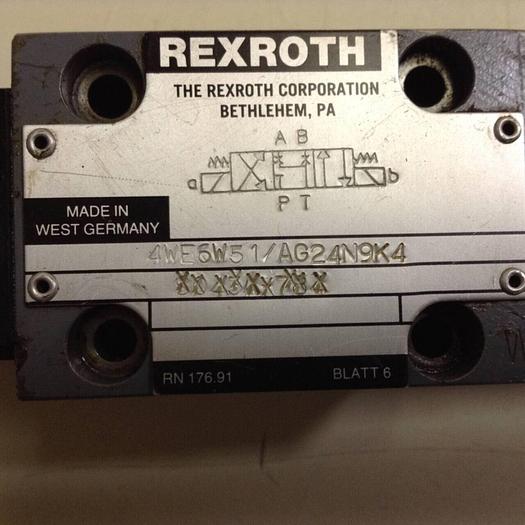 REXROTH
THE REXROTH CORPORATION
BETHLEHEM, PA
A B
a b
P T
MADE IN
WEST GERMANY
4WE6W51/AG24N9K4
RN 176.91 BLATT 6